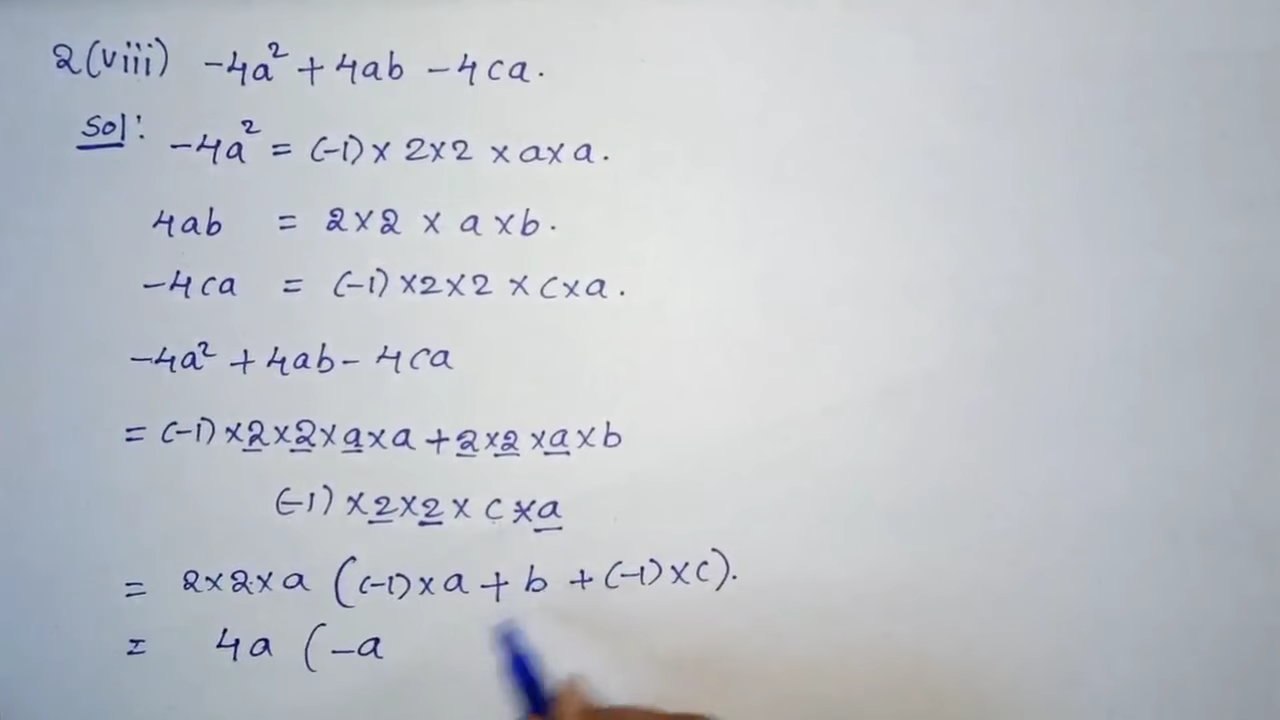 2(viii) -4a² + 4ab - 4ca.
Sol: -4a² = (-1) × 2×2 × a×a.
4ab = 2×2 × a×b.
-4ca = (-1) ×2×2 × c×a.
-4a² + 4ab - 4ca
= (-1) ×2×2×a×a + 2×2 ×a×b
(-1) ×2×2× c×a
= 2×2×a ((-1)×a + b + (-1)×c).
= 4a (-a